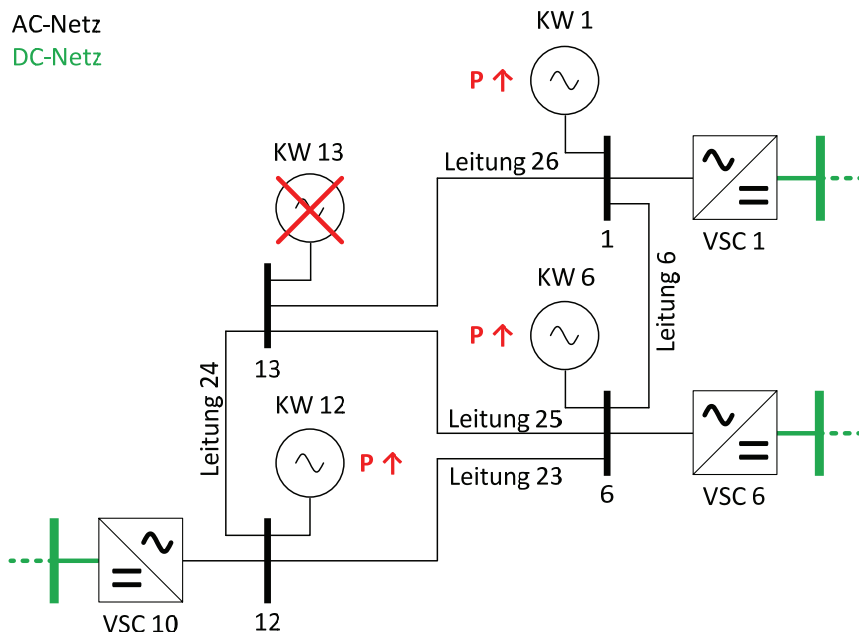 AC-Netz
DC-Netz
KW 1
P ↑
KW 13
Leitung 26
1
VSC 1
Leitung 6
KW 6
P ↑
13
Leitung 24
KW 12
P ↑
Leitung 25
Leitung 23
6
VSC 6
VSC 10
12